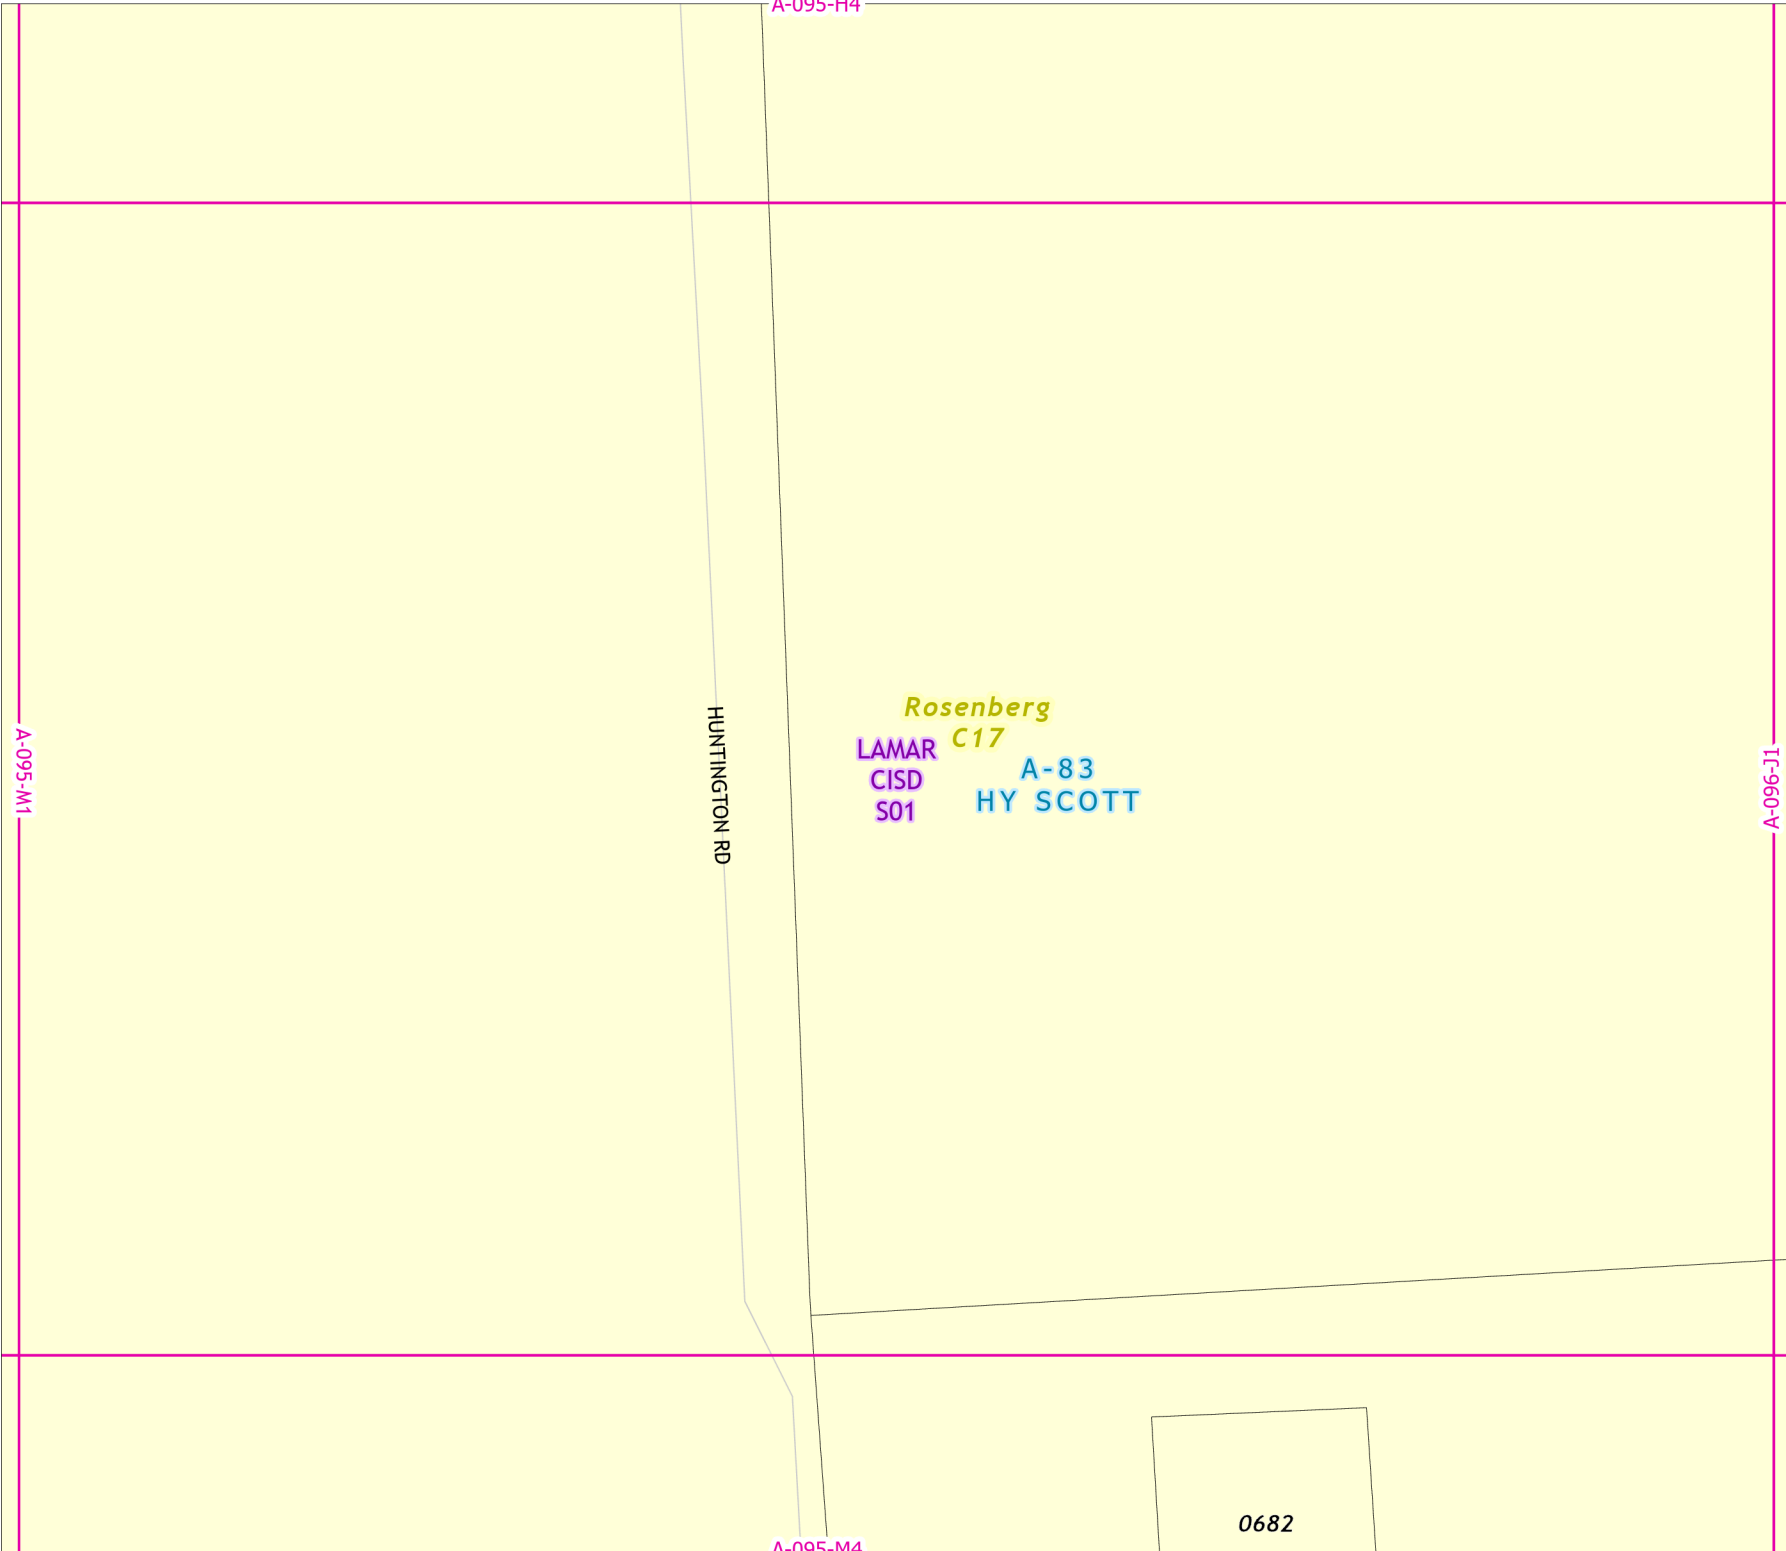 A-095-H4
Rosenberg
C17
LAMAR
CISD
S01
A-83
HY SCOTT
HUNTINGTON RD
A-095-M1
A-096-J1
0682
A-095-M4